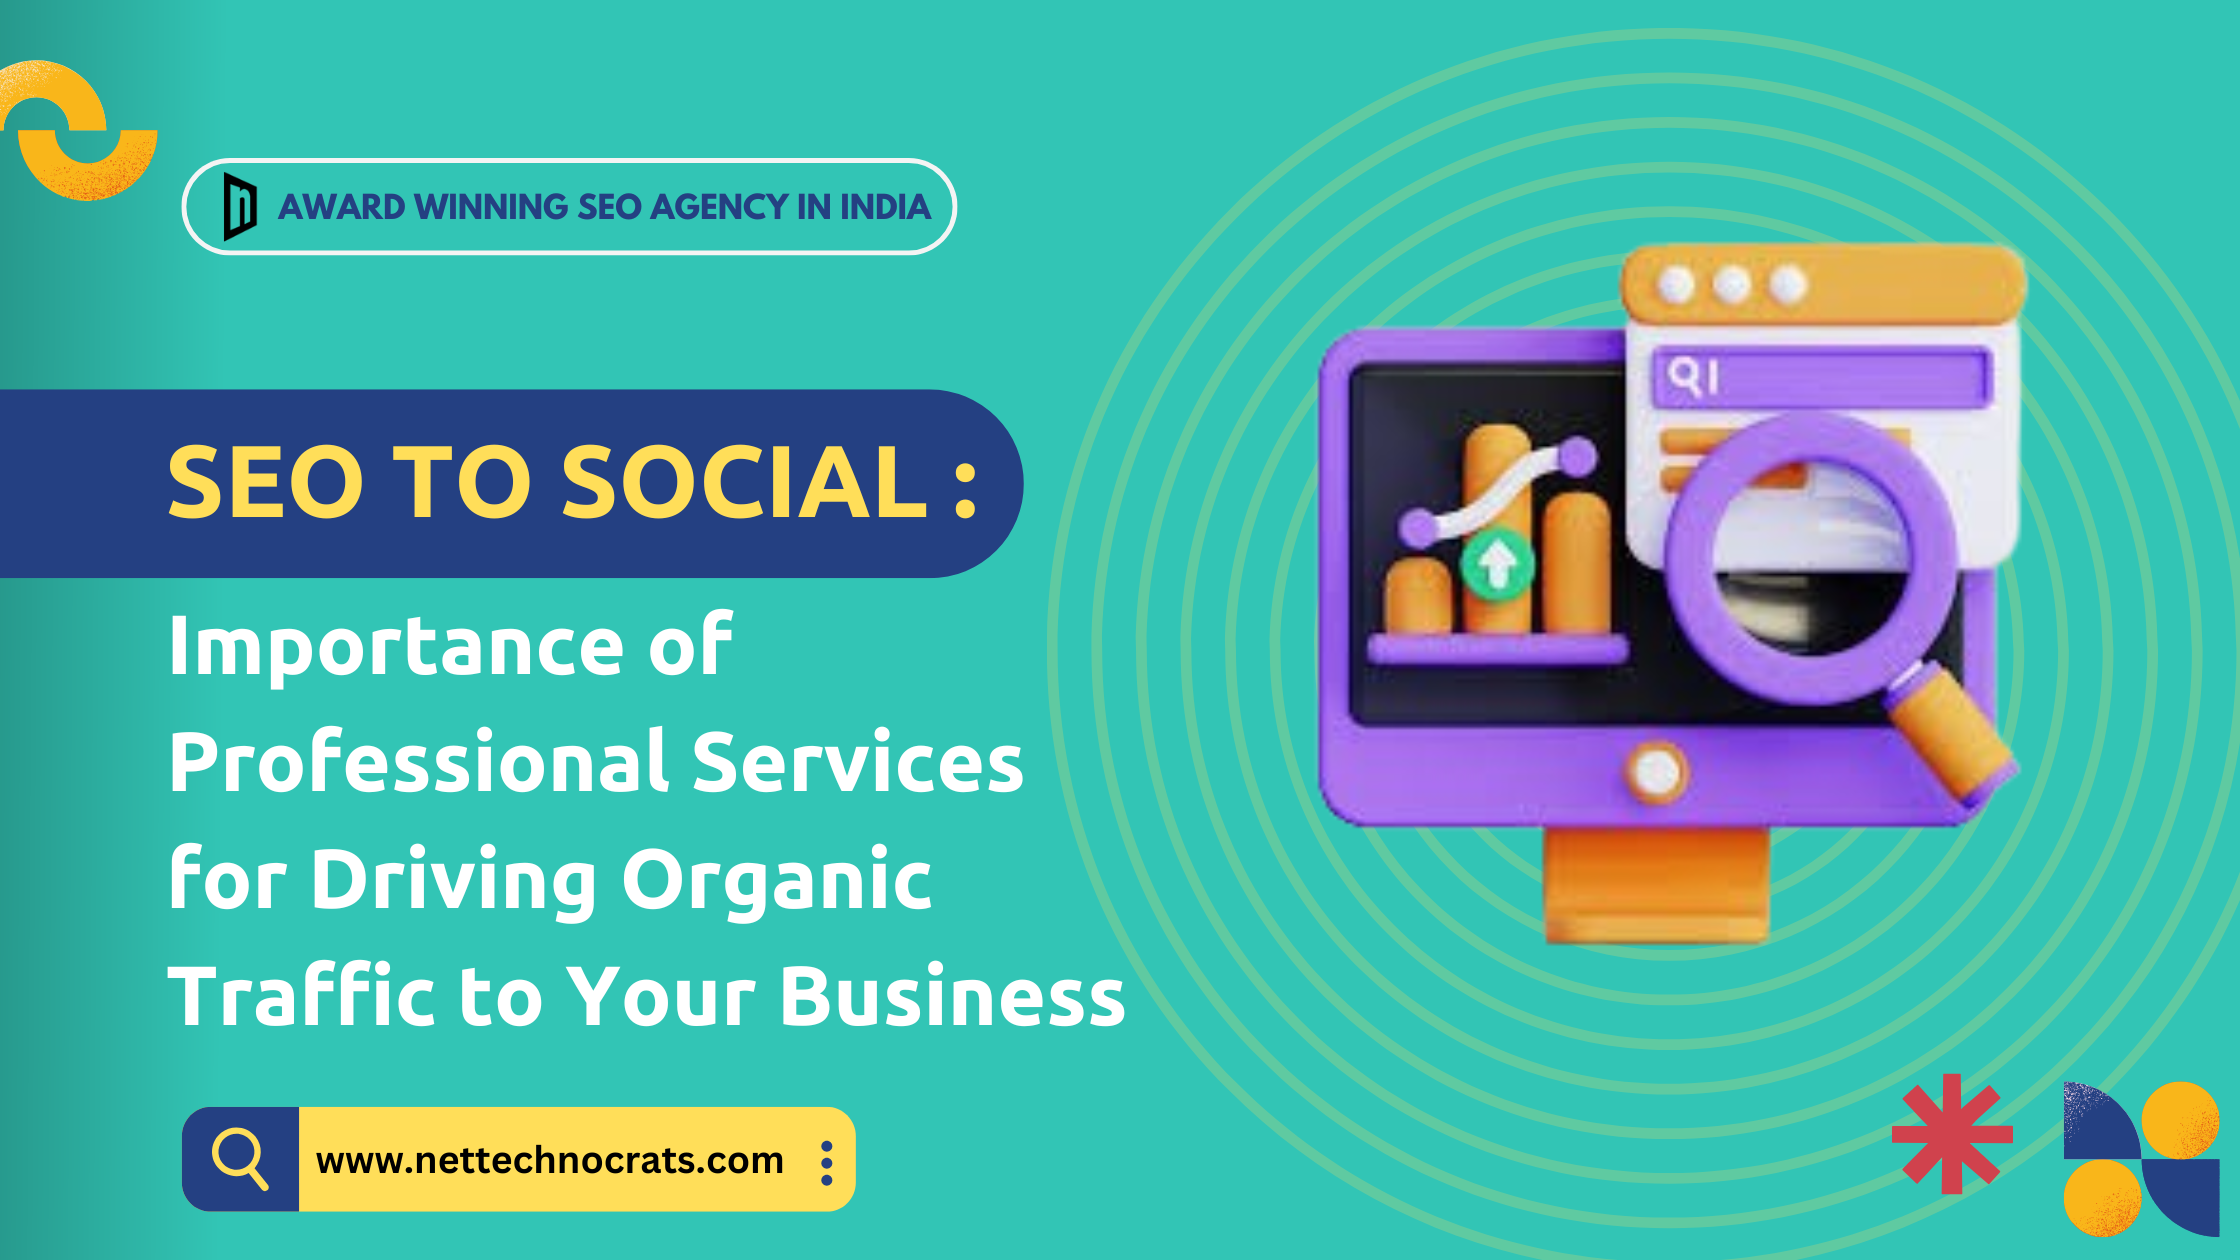 AWARD WINNING SEO AGENCY IN INDIA
SEO TO SOCIAL :
Importance of
Professional Services
for Driving Organic
Traffic to Your Business
www.nettechnocrats.com